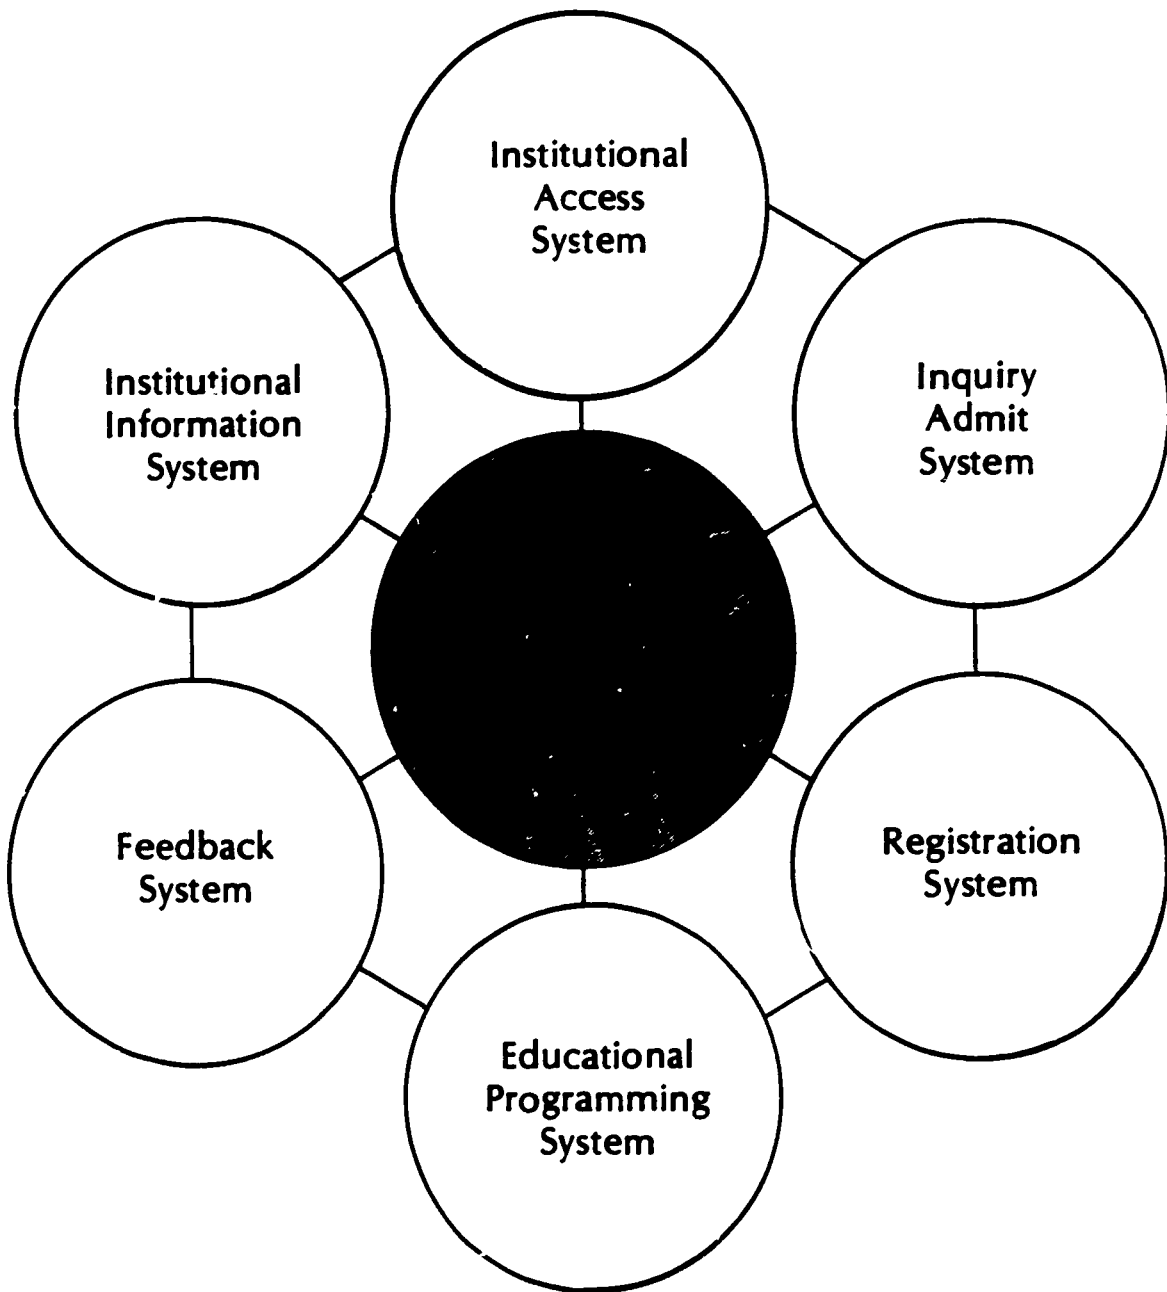 Institutional
Access
System
Institutional
Information
System
Inquiry
Admit
System
Feedback
System
Registration
System
Educational
Programming
System